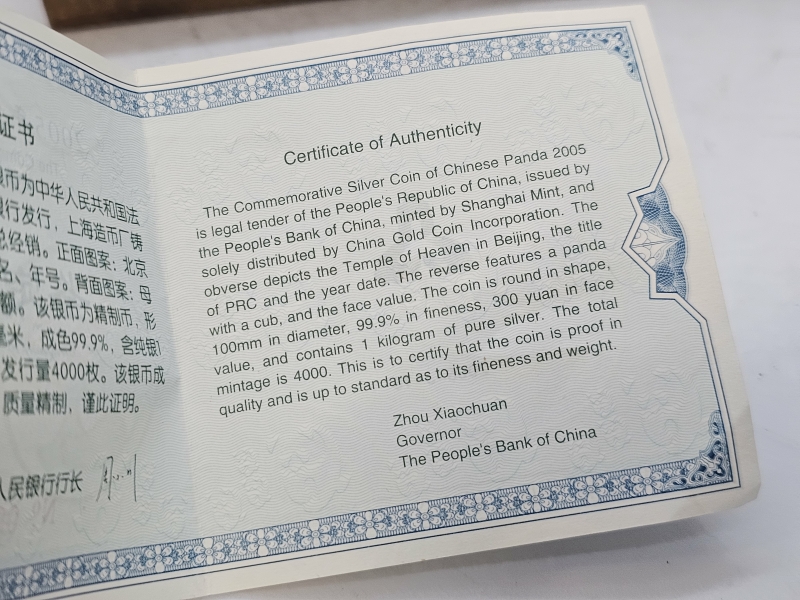 证书
银币为中华人民共和国法
银行发行，上海造币厂铸
总经销。正面图案：北京
名、年号。背面图案：母
额。该银币为精制币，形
毫米，成色99.9%，含纯银1
发行量4000枚。该银币成
质量精制，谨此证明。
人民银行行长
Certificate of Authenticity
The Commemorative Silver Coin of Chinese Panda 2005
is legal tender of the People's Republic of China, issued by
the People's Bank of China, minted by Shanghai Mint, and
solely distributed by China Gold Coin Incorporation. The
obverse depicts the Temple of Heaven in Beijing, the title
of PRC and the year date. The reverse features a panda
with a cub, and the face value. The coin is round in shape,
100mm in diameter, 99.9% in fineness, 300 yuan in face
value, and contains 1 kilogram of pure silver. The total
mintage is 4000. This is to certify that the coin is proof in
quality and is up to standard as to its fineness and weight.
Zhou Xiaochuan
Governor
The People's Bank of China